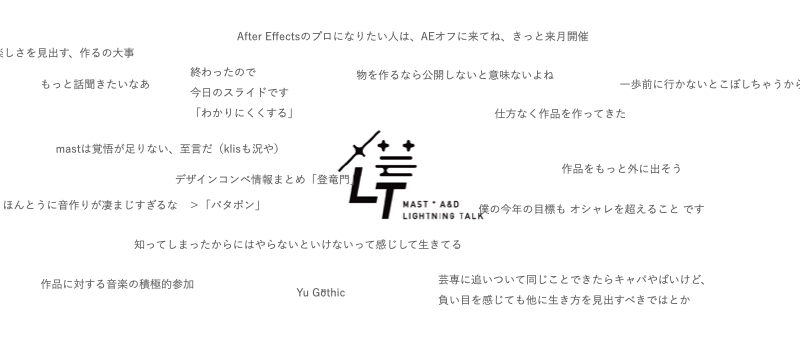 After Effectsのプロになりたい人は、AEオフに来てね、きっと来月開催
楽しさを見出す、作るの大事
終わったので
今日のスライドです
「わかりにくくする」
物を作るなら公開しないと意味ないよね
もっと話聞きたいなあ
一歩前に行かないとこぼしちゃうから
仕方なく作品を作ってきた
mastは覚悟が足りない、至言だ（klisも況や）
作品をもっと外に出そう
デザインコンペ情報まとめ「登竜門」
LT
MAST * A&D
LIGHTNING TALK
ほんとうに音作りが凄まじすぎるな　＞「パタポン」
僕の今年の目標も オシャレを超えること です
知ってしまったからにはやらないといけないって感じして生きてる
作品に対する音楽の積極的参加
Yu Gothic
芸専に追いついて同じことできたらキャパやばいけど、
負い目を感じても他に生き方を見出すべきではとか